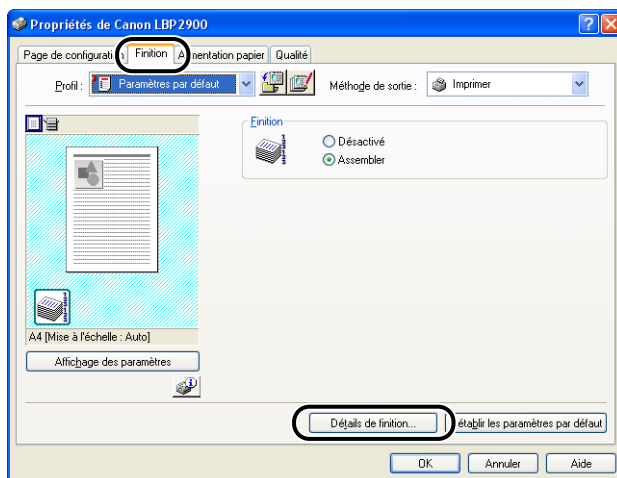 Propriétés de Canon LBP2900
Page de configurati Finition A mentation papier Qualité
Profil : Paramètres par défaut Méthode de sortie : Imprimer
Finition
Désactivé
Assembler
A4 [Mise à l'échelle : Auto]
Affichage des paramètres
Détails de finition... établir les paramètres par défaut
OK Annuler Aide